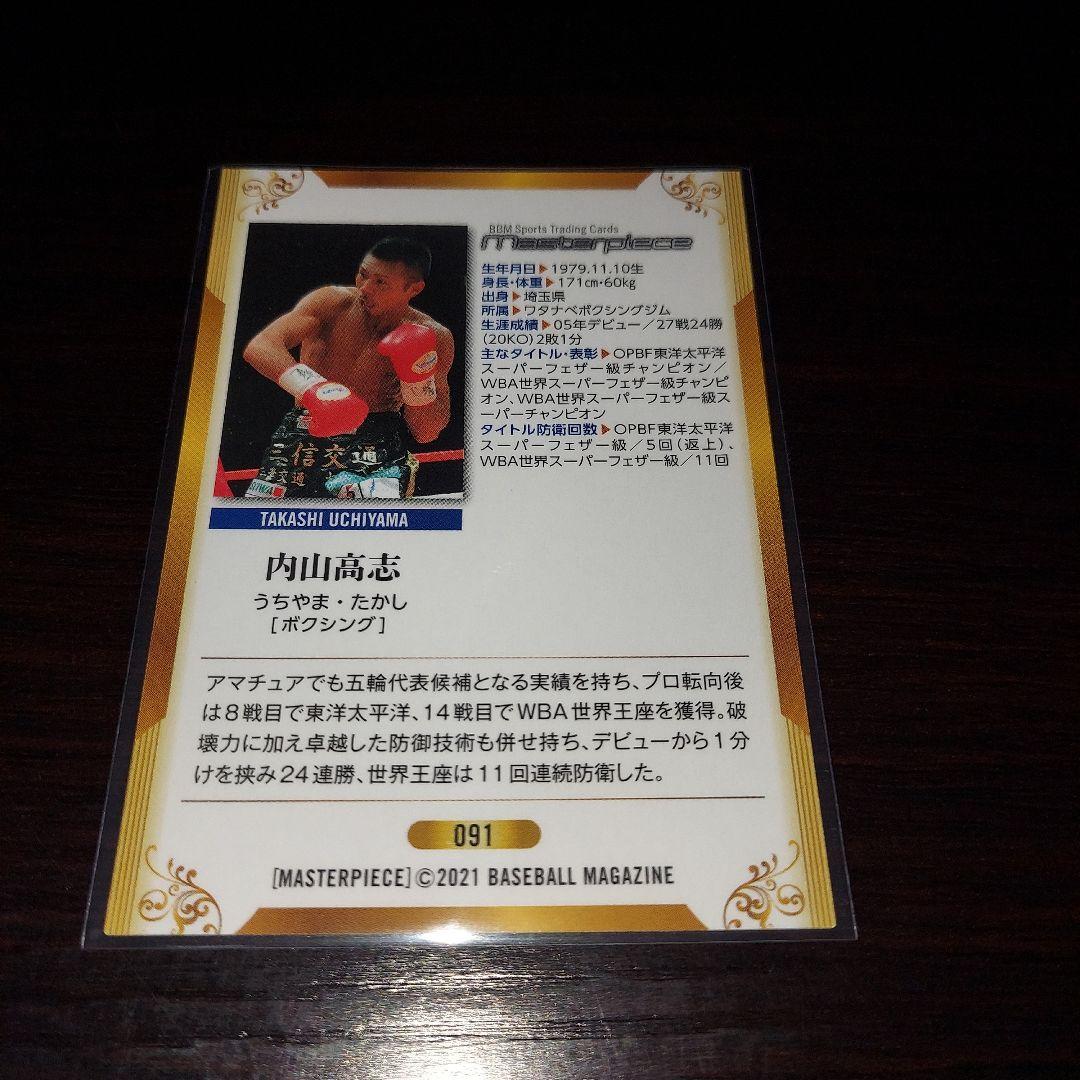 BBM Sports Trading Cards
Masterpiece
生年月日▶1979.11.10生
身長・体重▶171㎝・60㎏
出身▶埼玉県
所属▶ワタナベボクシングジム
生涯成績▶05年デビュー／27戦24勝
(20KO)2敗1分
主なタイトル・表彰▶OPBF東洋太平洋
スーパーフェザー級チャンピオン／
WBA世界スーパーフェザー級チャンピ
オン、WBA世界スーパーフェザー級ス
ーパーチャンピオン
タイトル防衛回数▶OPBF東洋太平洋
スーパーフェザー級／5回(返上)、
WBA世界スーパーフェザー級／11回
三信交通
TAKASHI UCHIYAMA
内山高志
うちやま・たかし
[ボクシング]
アマチュアでも五輪代表候補となる実績を持ち、プロ転向後
は8戦目で東洋太平洋、14戦目でWBA世界王座を獲得。破
壊力に加え卓越した防御技術も併せ持ち、デビューから1分
けを挟み24連勝、世界王座は11回連続防衛した。
091
[MASTERPIECE]©2021 BASEBALL MAGAZINE